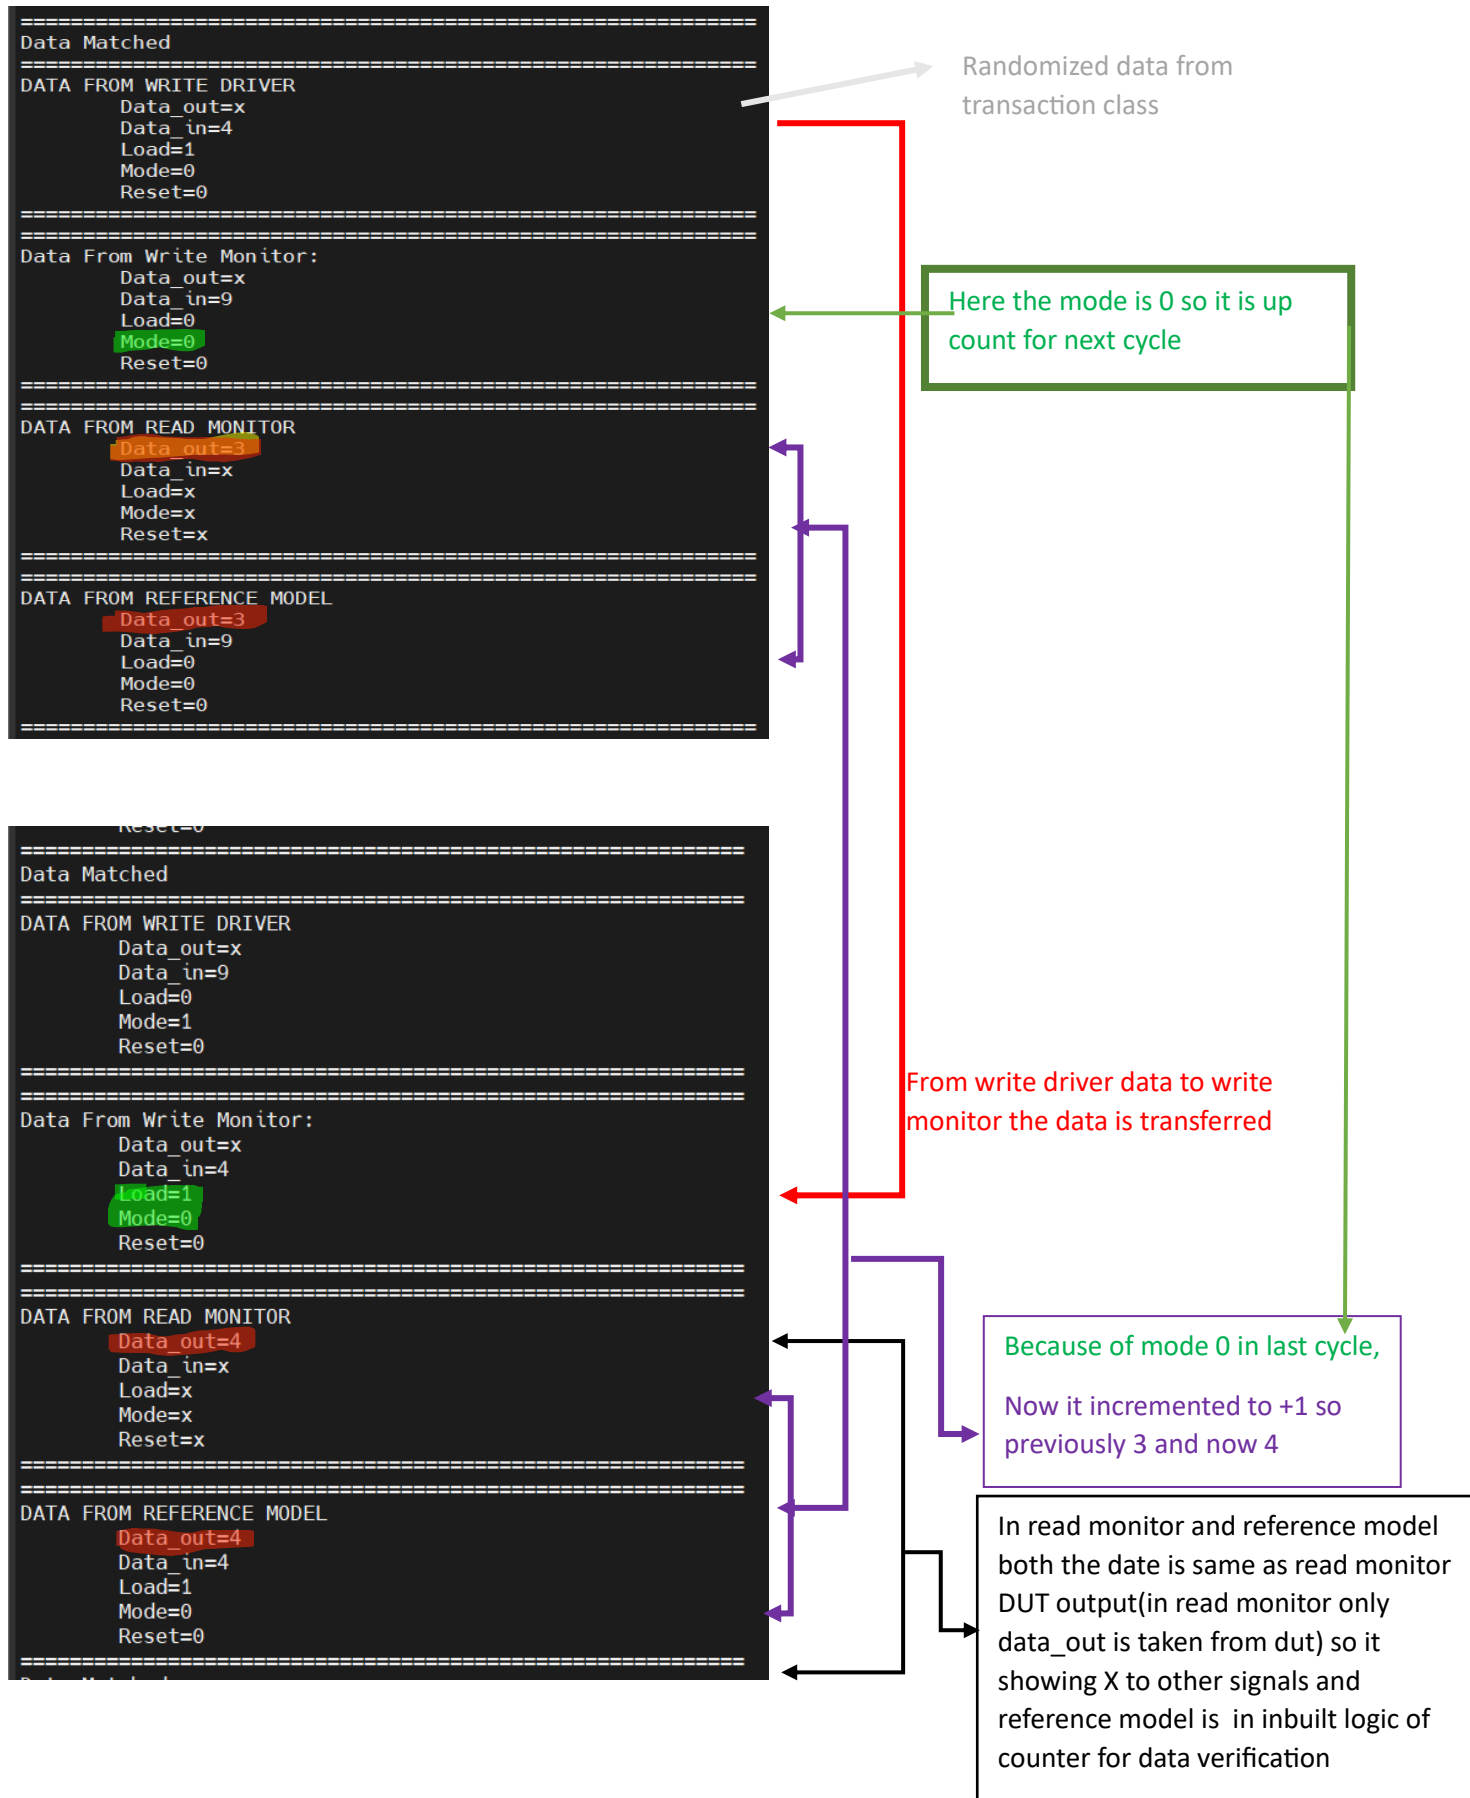 ============================================================
Data Matched
============================================================
DATA FROM WRITE DRIVER
Data_out=x
Data_in=4
Load=1
Mode=0
Reset=0
============================================================
============================================================
Data From Write Monitor:
Data_out=x
Data_in=9
Load=0
Mode=0
Reset=0
============================================================
============================================================
DATA FROM READ MONITOR
Data_out=3
Data_in=x
Load=x
Mode=x
Reset=x
============================================================
============================================================
DATA FROM REFERENCE MODEL
Data_out=3
Data_in=9
Load=0
Mode=0
Reset=0
============================================================
Randomized data from
transaction class
Here the mode is 0 so it is up
count for next cycle
Reset=0
============================================================
Data Matched
============================================================
DATA FROM WRITE DRIVER
Data_out=x
Data_in=9
Load=0
Mode=1
Reset=0
============================================================
============================================================
Data From Write Monitor:
Data_out=x
Data_in=4
Load=1
Mode=0
Reset=0
============================================================
============================================================
DATA FROM READ MONITOR
Data_out=4
Data_in=x
Load=x
Mode=x
Reset=x
============================================================
============================================================
DATA FROM REFERENCE MODEL
Data_out=4
Data_in=4
Load=1
Mode=0
Reset=0
============================================================
From write driver data to write
monitor the data is transferred
Because of mode 0 in last cycle,
Now it incremented to +1 so
previously 3 and now 4
In read monitor and reference model
both the date is same as read monitor
DUT output(in read monitor only
data_out is taken from dut) so it
showing X to other signals and
reference model is in inbuilt logic of
counter for data verification